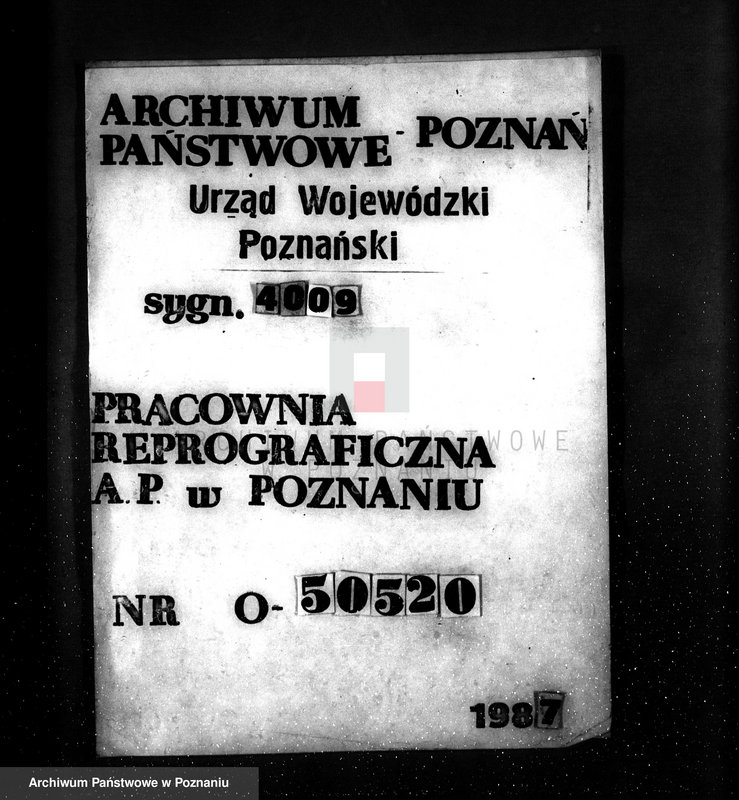 ARCHIWUM
PAŃSTWOWE - POZNAŃ
Urząd Wojewódzki
Poznański
sygn. 4009
PRACOWNIA
REPROGRAFICZNA
A.P. w POZNANIU
NR O-50520
1987
Archiwum Państwowe w Poznaniu